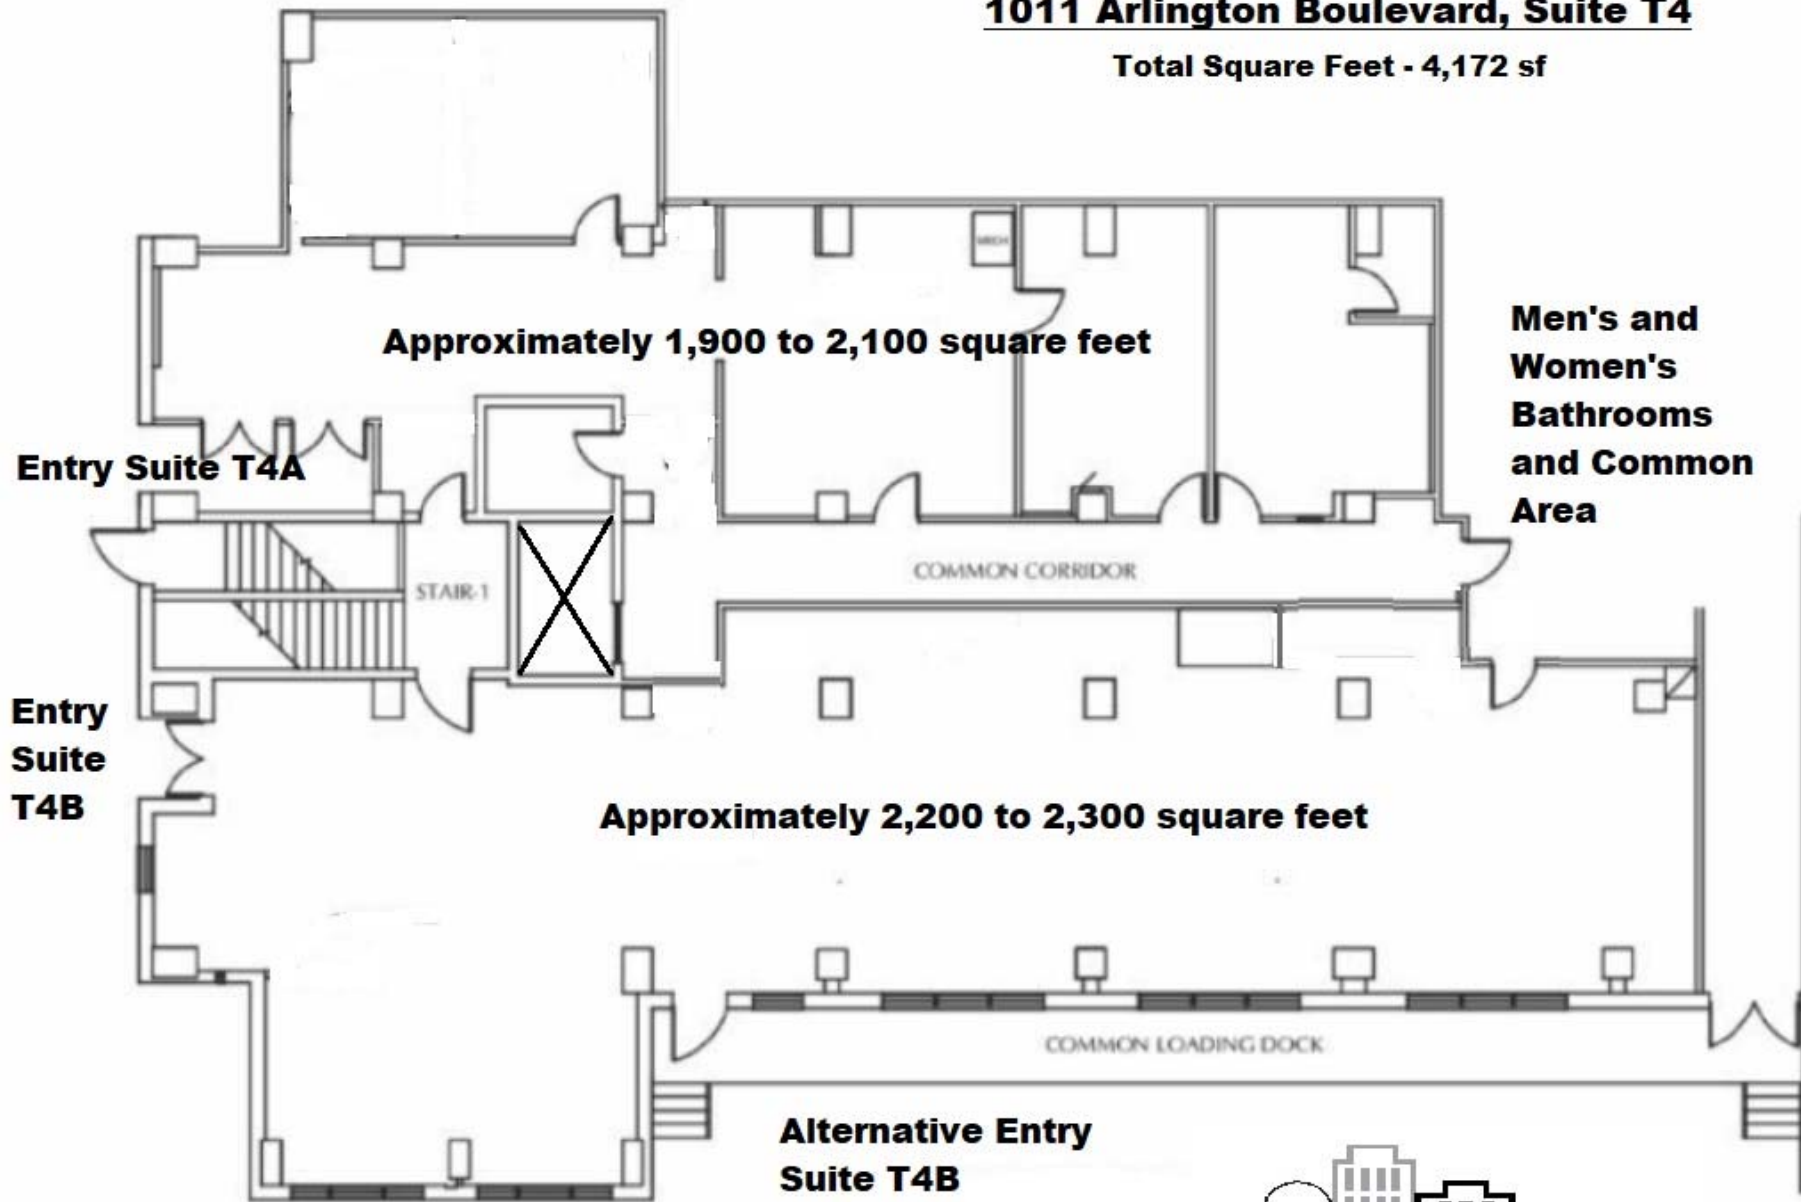 1011 Arlington Boulevard, Suite T4
Total Square Feet - 4,172 sf
MECH
Approximately 1,900 to 2,100 square feet
Men's and
Women's
Bathrooms
and Common
Area
Entry Suite T4A
COMMON CORRIDOR
STAIR-1
Entry
Suite
T4B
Approximately 2,200 to 2,300 square feet
COMMON LOADING DOCK
Alternative Entry
Suite T4B